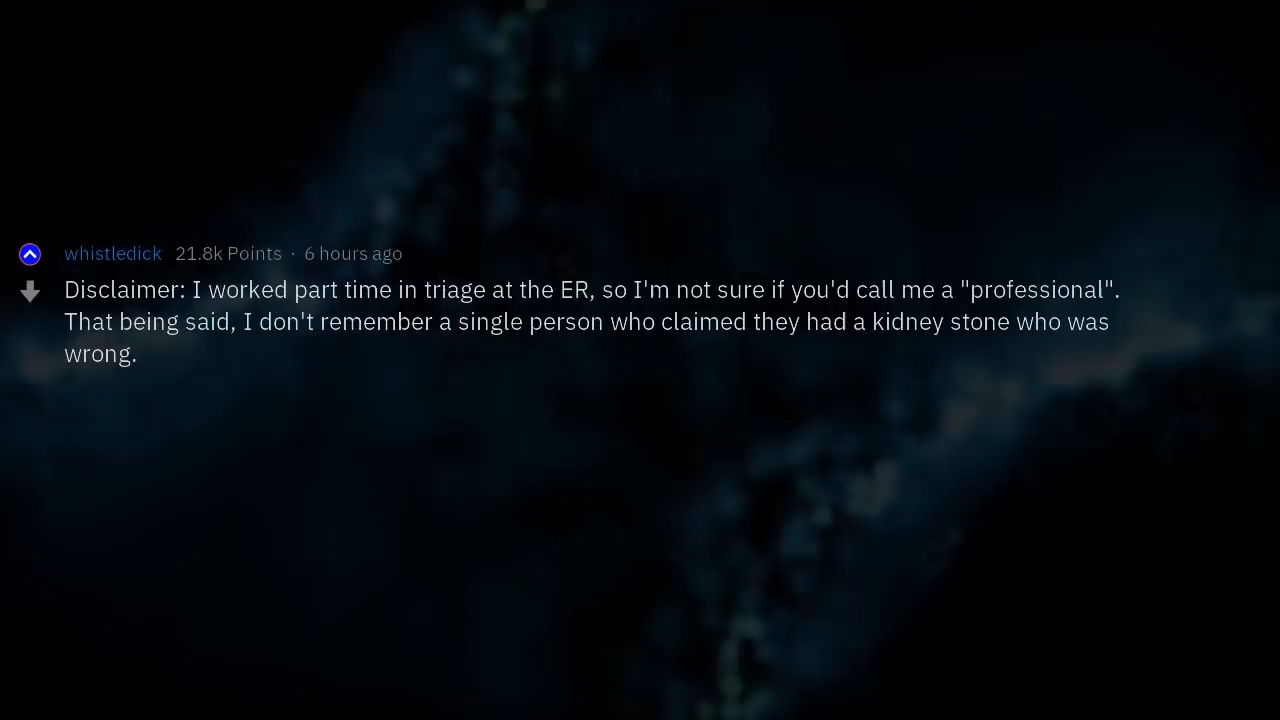 whistledick 21.8k Points · 6 hours ago
Disclaimer: I worked part time in triage at the ER, so I'm not sure if you'd call me a "professional".
That being said, I don't remember a single person who claimed they had a kidney stone who was
wrong.